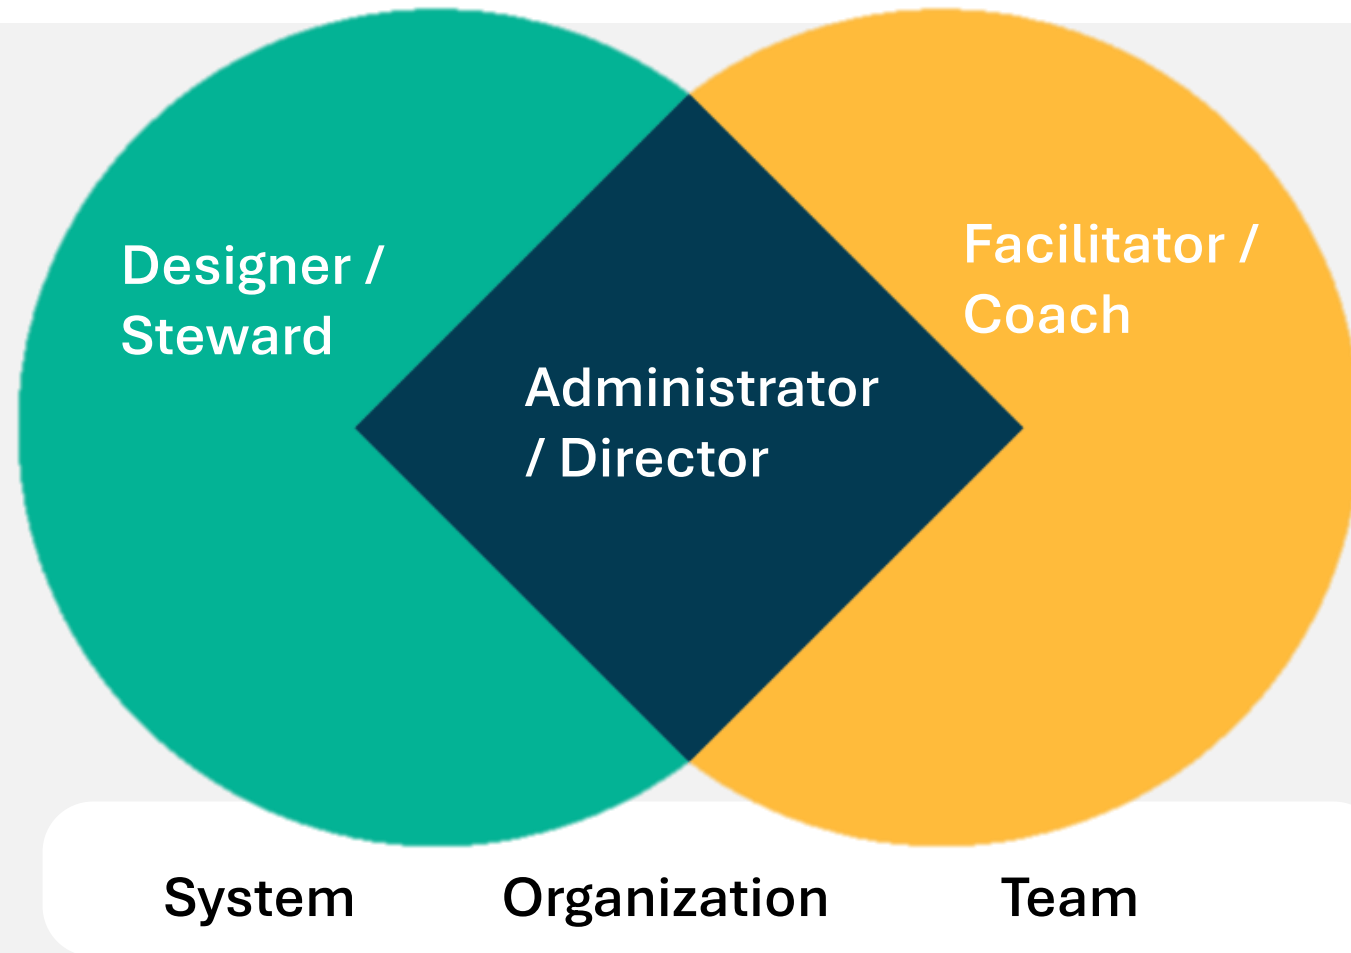 Designer /
Steward
Administrator
/ Director
Facilitator /
Coach
System
Organization
Team